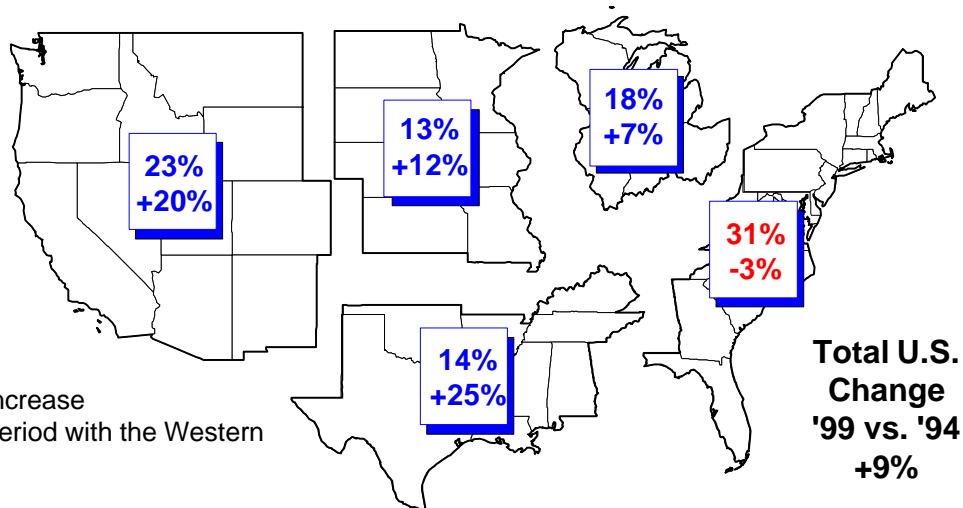 18%
+7%
13%
+12%
23%
+20%
31%
-3%
14%
+25%
Total U.S.
Change
'99 vs. '94
+9%
ncrease
eriod with the Western